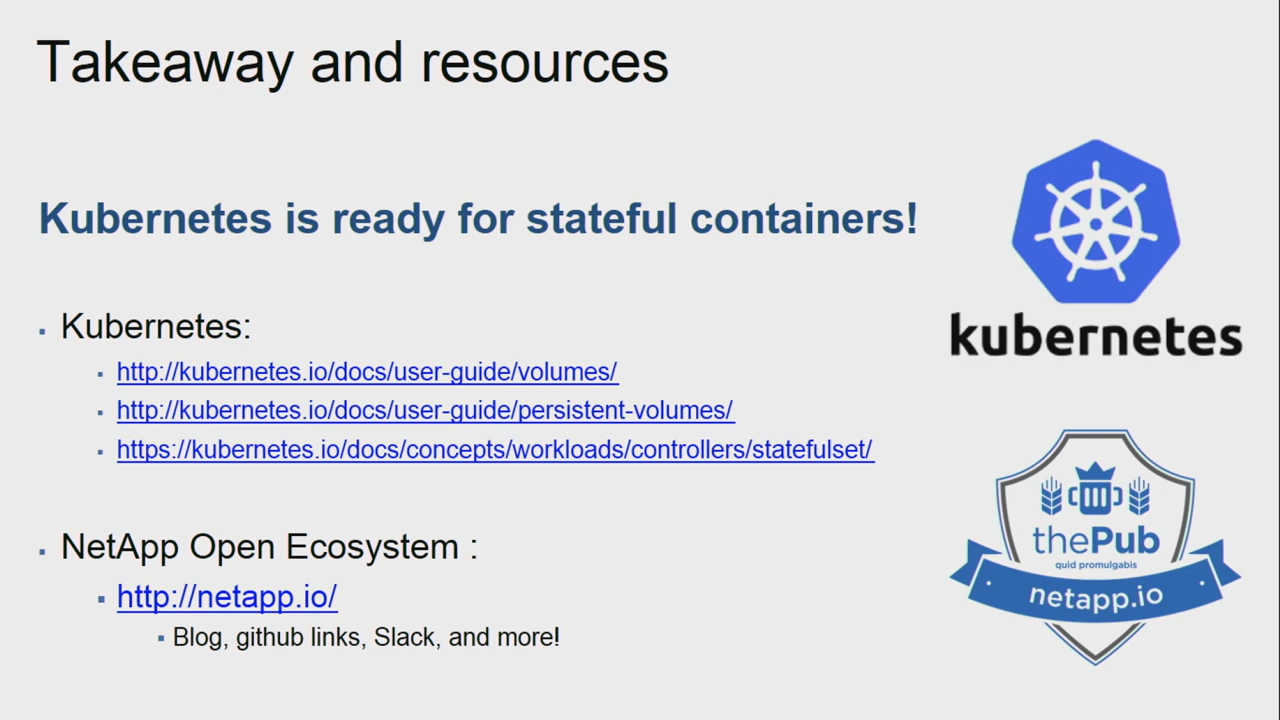 Takeaway and resources
Kubernetes is ready for stateful containers!
Kubernetes:
http://kubernetes.io/docs/user-guide/volumes/
http://kubernetes.io/docs/user-guide/persistent-volumes/
https://kubernetes.io/docs/concepts/workloads/controllers/statefulset/
NetApp Open Ecosystem :
http://netapp.io/
Blog, github links, Slack, and more!
kubernetes
thePub
quid promulgabis
netapp.io